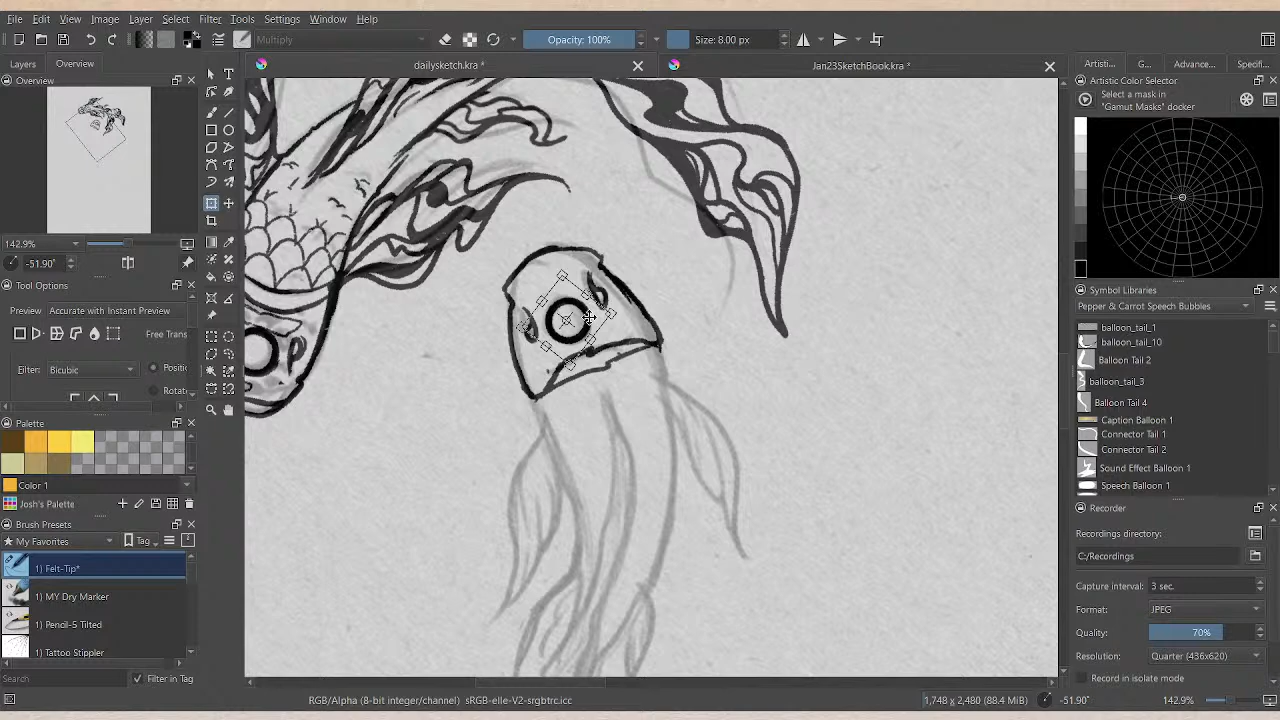 File Edit View Image Layer Select Filter Tools Settings Window Help
Multiply Opacity: 100% Size: 8.00 px
Layers Overview dailysketch.kra * Jan23SketchBook.kra * Artisti... G... Advance... Specifi...
Overview
142.9%
-51.90°
Tool Options
Preview Accurate with Instant Preview
Free Trans
Filter: Bicubic Positic
Rotate
Palette
Color 1
Josh's Palette
Brush Presets
My Favorites Tag
1) Felt-Tip*
1) MY Dry Marker
1) Pencil-5 Tilted
1) Tattoo Stippler
Search Filter in Tag
Artistic Color Selector
Select a mask in
"Gamut Masks" docker
Symbol Libraries
Pepper & Carrot Speech Bubbles
balloon_tail_1
balloon_tail_10
Balloon Tail 2
balloon_tail_3
Balloon Tail 4
Caption Balloon 1
Connector Tail 1
Connector Tail 2
Sound Effect Balloon 1
Speech Balloon 1
Recorder
Recordings directory:
C:/Recordings
Capture interval: 3 sec.
Format: JPEG
Quality: 70%
Resolution: Quarter (436x620)
Record in isolate mode
RGB/Alpha (8-bit integer/channel) sRGB-elle-V2-srgbtrc.icc 1,748 x 2,480 (88.4 MiB) -51.90° 142.9%